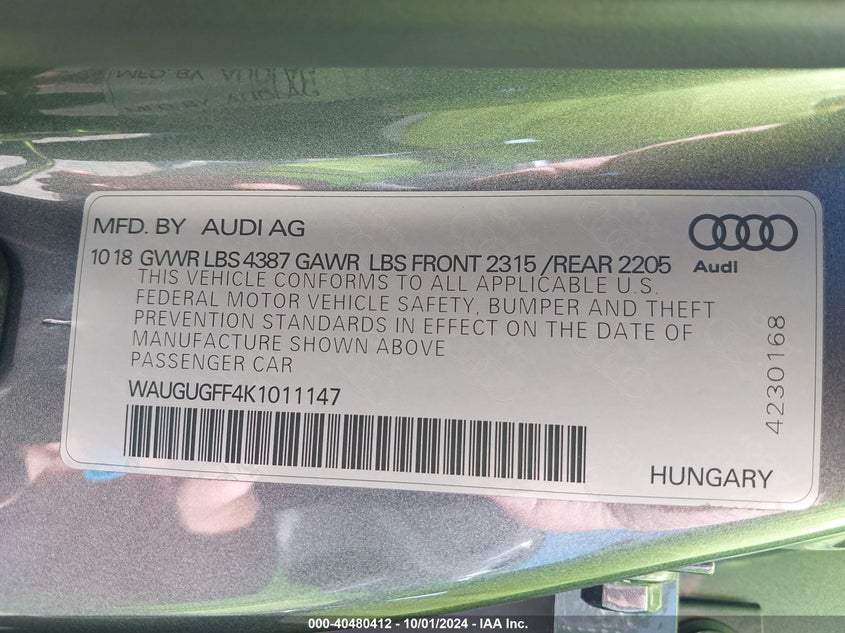 MFD. BY AUDI AG
Audi
10 18 GVWR LBS 4387 GAWR LBS FRONT 2315 / REAR 2205
THIS VEHICLE CONFORMS TO ALL APPLICABLE U.S.
FEDERAL MOTOR VEHICLE SAFETY, BUMPER AND THEFT
PREVENTION STANDARDS IN EFFECT ON THE DATE OF
MANUFACTURE SHOWN ABOVE
PASSENGER CAR
WAUGUGFF4K1011147
4230168
HUNGARY
000-40480412 - 10/01/2024 - IAA Inc.